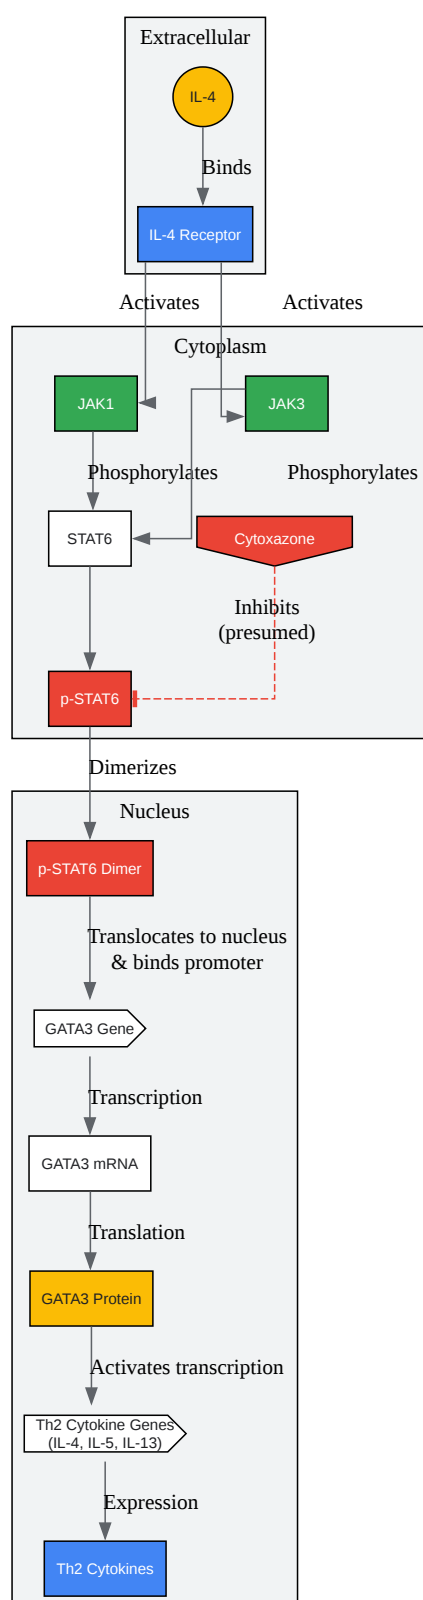 Extracellular
IL-4
Binds
IL-4 Receptor
Activates
Activates
Cytoplasm
JAK1
JAK3
Phosphorylates
Phosphorylates
STAT6
Cytoxazone
Inhibits
(presumed)
p-STAT6
Dimerizes
Nucleus
p-STAT6 Dimer
Translocates to nucleus
& binds promoter
GATA3 Gene
Transcription
GATA3 mRNA
Translation
GATA3 Protein
Activates transcription
Th2 Cytokine Genes
(IL-4, IL-5, IL-13)
Expression
Th2 Cytokines